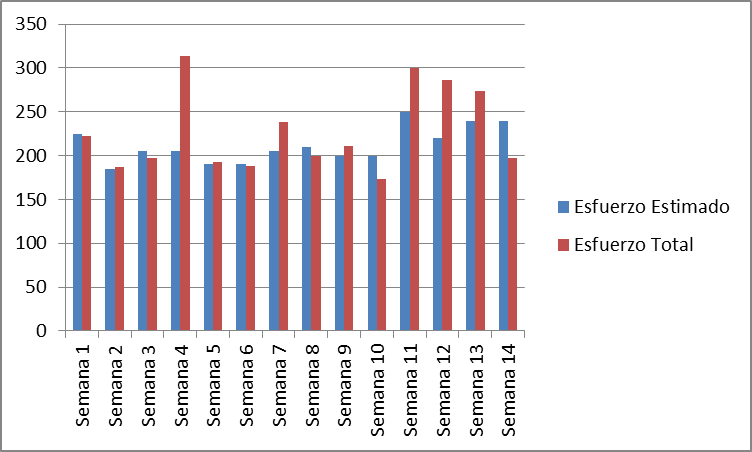 350
300
250
200
150
100
50
0
Semana 1
Semana 2
Semana 3
Semana 4
Semana 5
Semana 6
Semana 7
Semana 8
Semana 9
Semana 10
Semana 11
Semana 12
Semana 13
Semana 14
Esfuerzo Estimado
Esfuerzo Total